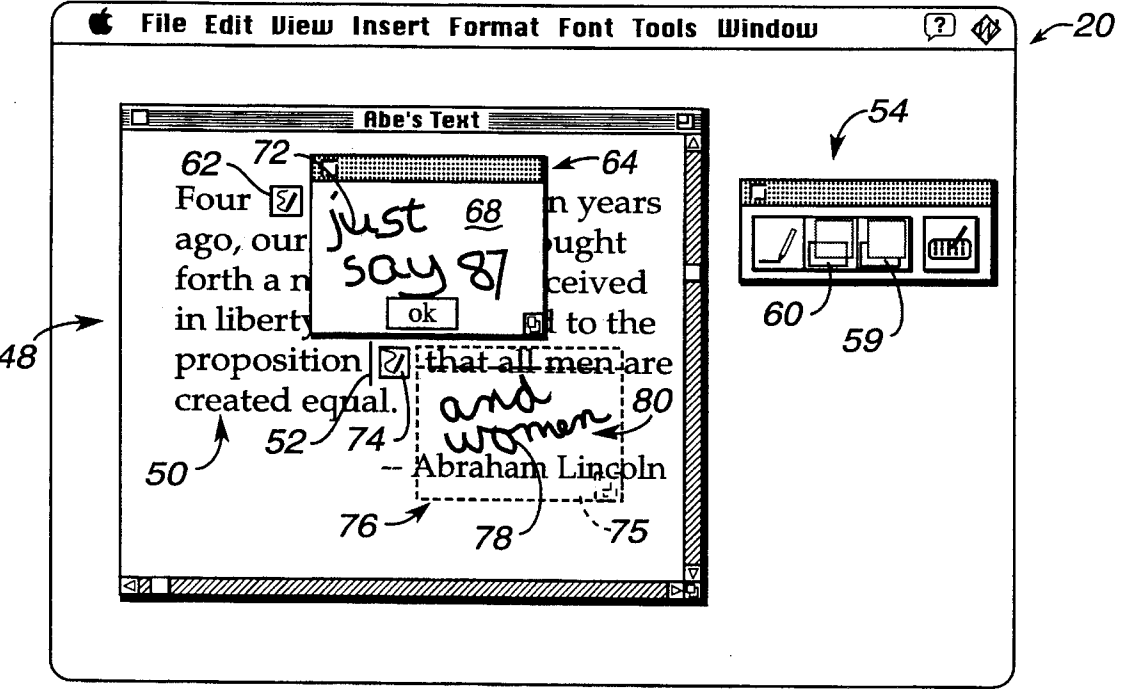 File Edit View Insert Format Font Tools Window
?
20
Abe's Text
54
62
72
64
Four n years
just 68
ago, our ought
say 87
forth a n ceived
ok
in liberty d to the
60
59
48
proposition that all men are
created equal.
and
women
80
52
74
50
-- Abraham Lincoln
76
78
75